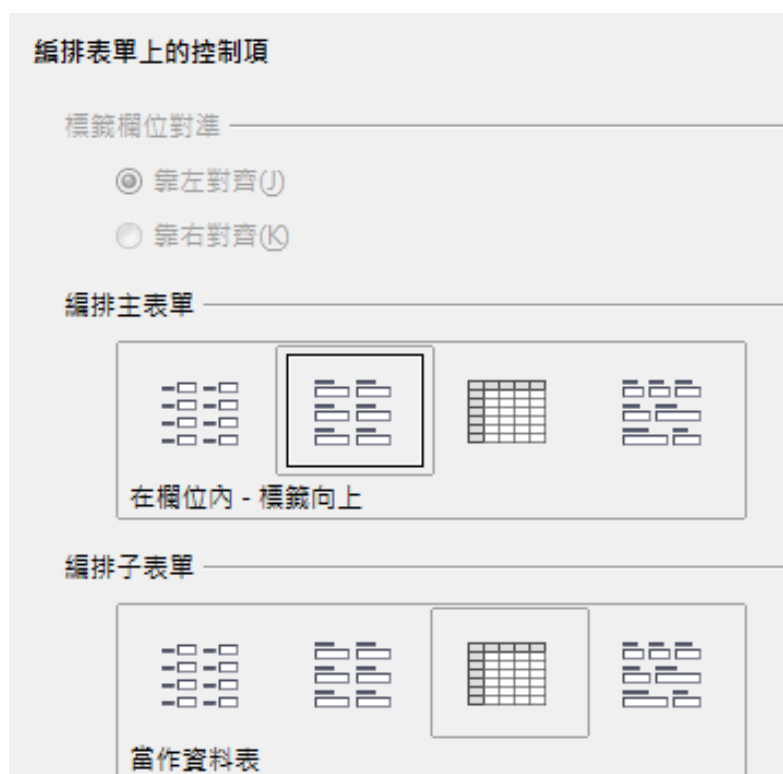 編排表單上的控制項
標籤欄位對準
靠左對齊(J)
靠右對齊(K)
編排主表單
在欄位內 - 標籤向上
編排子表單
當作資料表